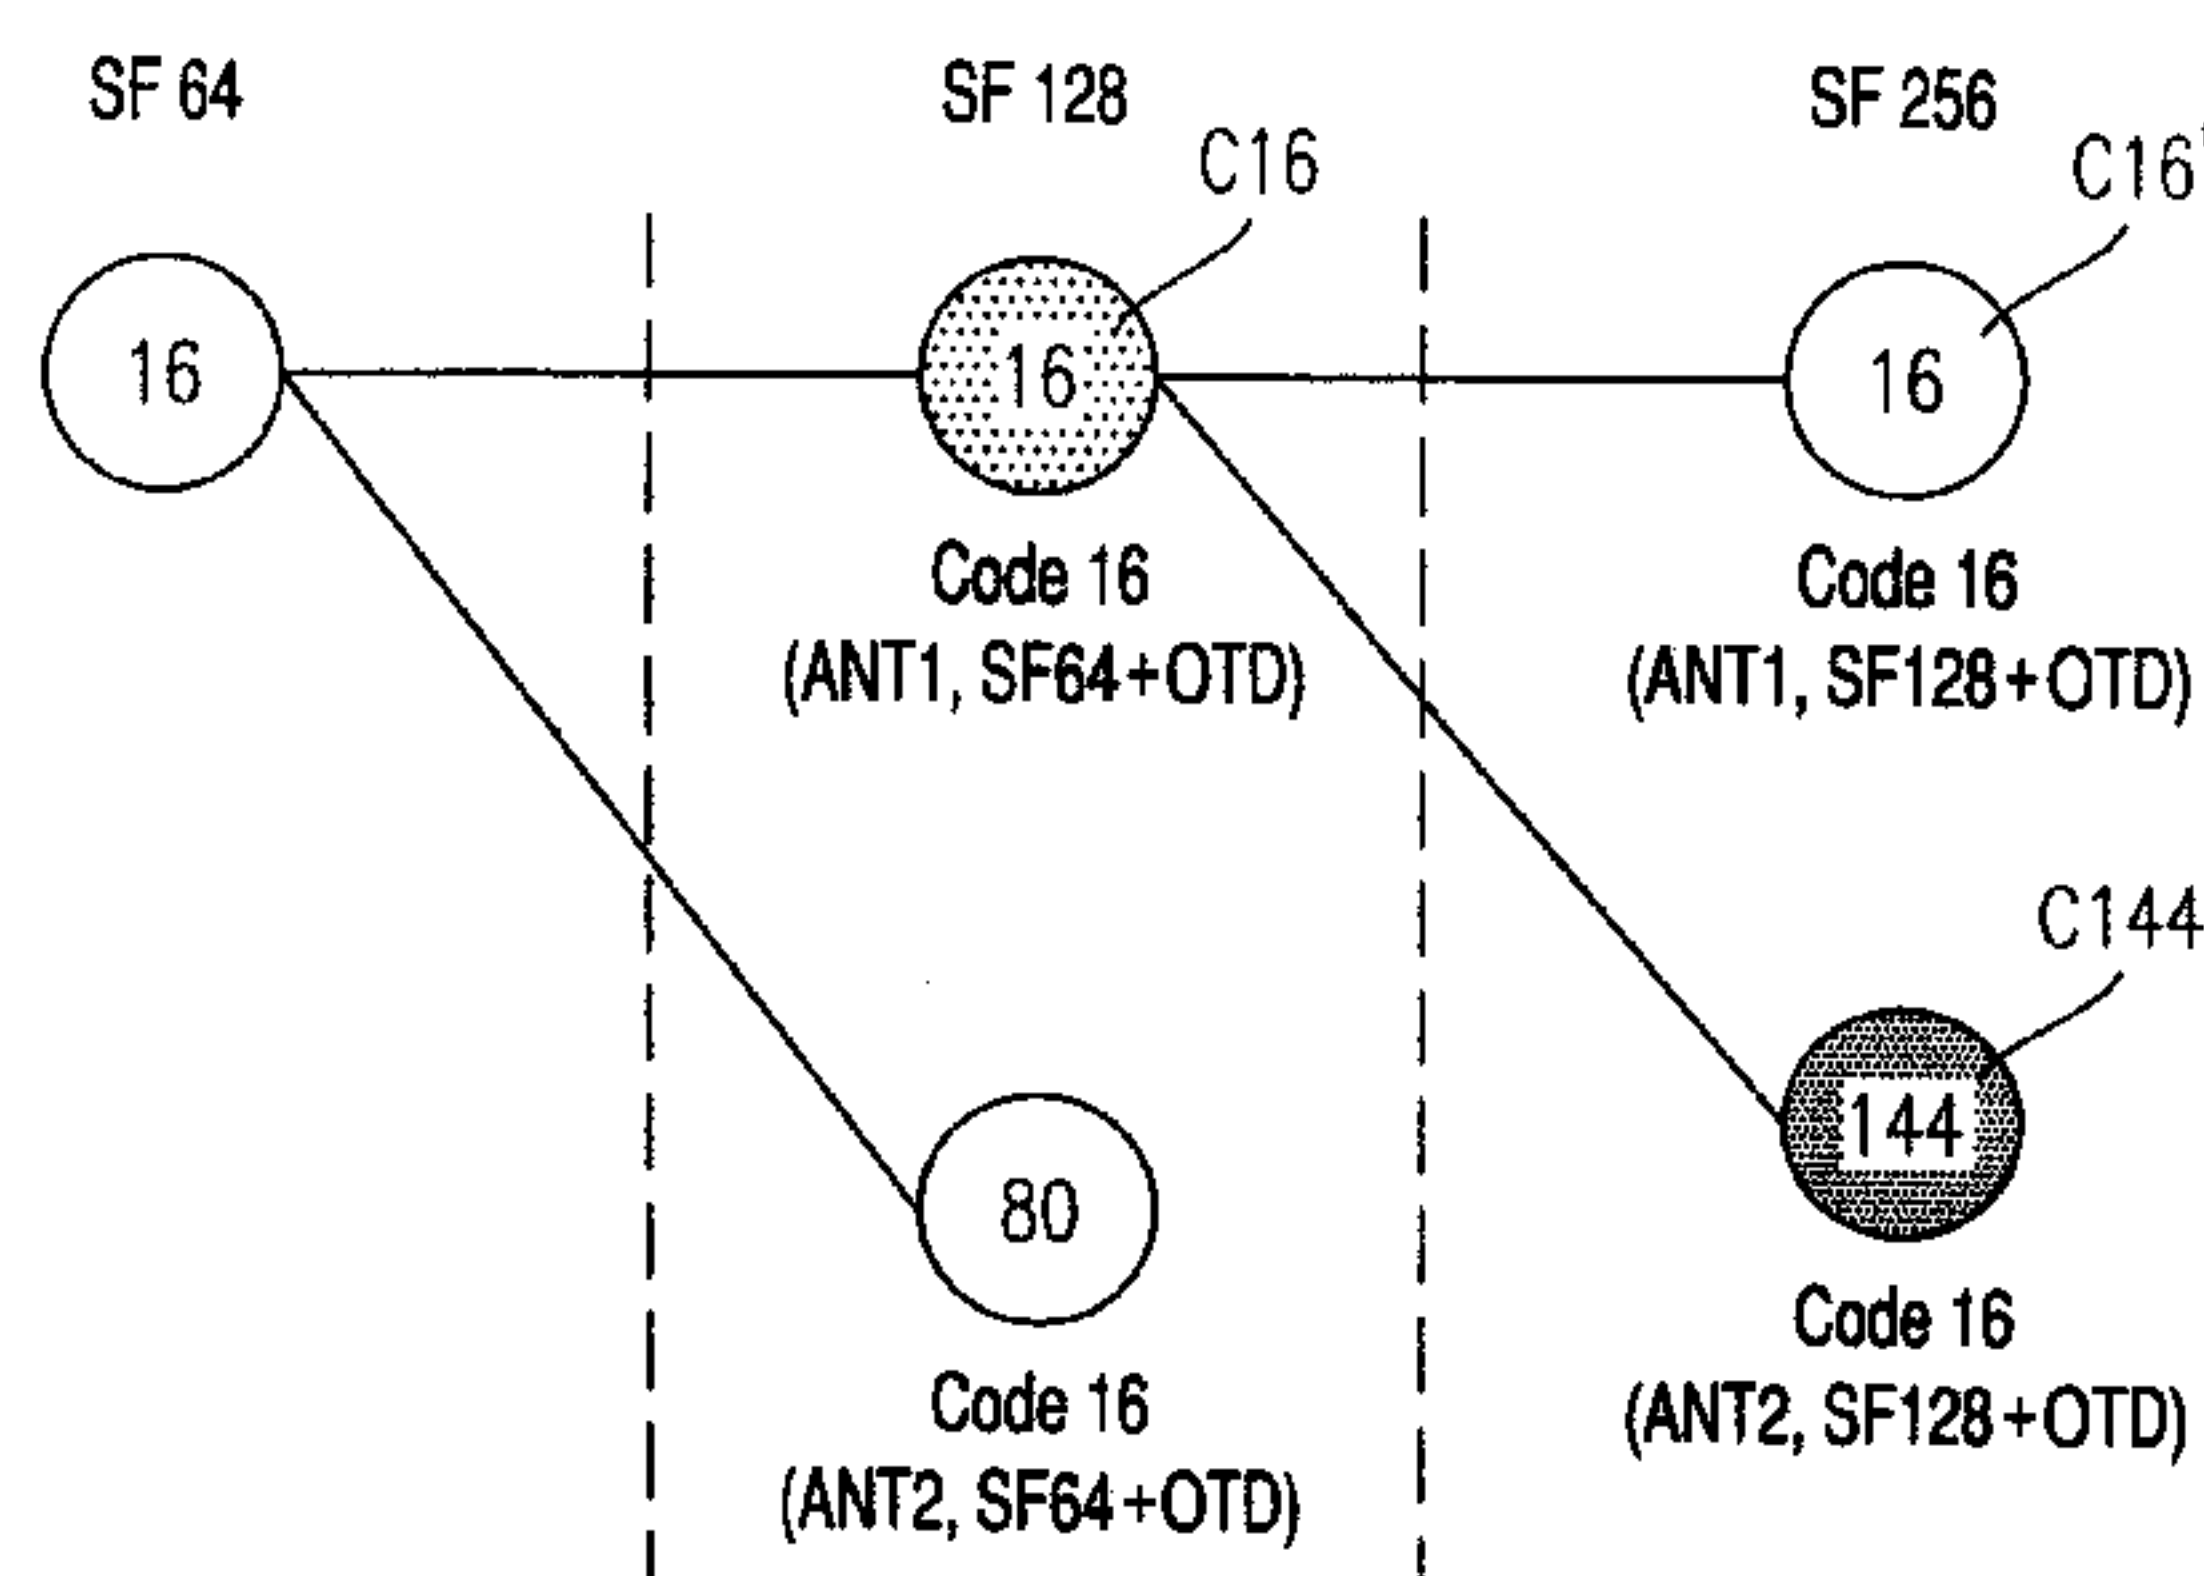 SF 64
SF 128
SF 256
C16
C16'
16
16
16
Code 16
(ANT1, SF64+OTD)
Code 16
(ANT1, SF128+OTD)
C144
144
80
Code 16
(ANT2, SF128+OTD)
Code 16
(ANT2, SF64+OTD)